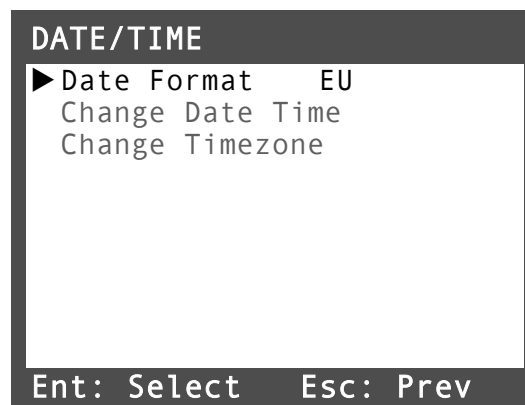 DATE/TIME
Date Format EU
Change Date Time
Change Timezone
Ent: Select Esc: Prev